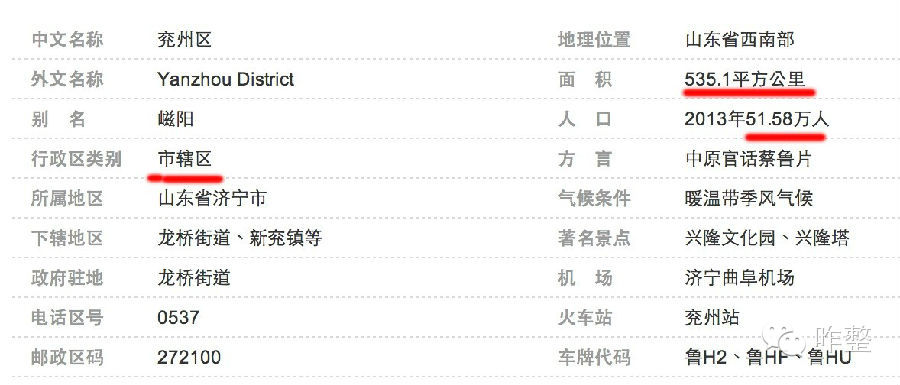 中文名称 兖州区 地理位置 山东省西南部
外文名称 Yanzhou District 面积 535.1平方公里
别名 嵫阳 人口 2013年51.58万人
行政区类别 市辖区 方言 中原官话蔡鲁片
所属地区 山东省济宁市 气候条件 暖温带季风气候
下辖地区 龙桥街道、新兖镇等 著名景点 兴隆文化园、兴隆塔
政府驻地 龙桥街道 机场 济宁曲阜机场
电话区号 0537 火车站 兖州站
邮政区码 272100 车牌代码 鲁H2、鲁HF、鲁HU
昨整